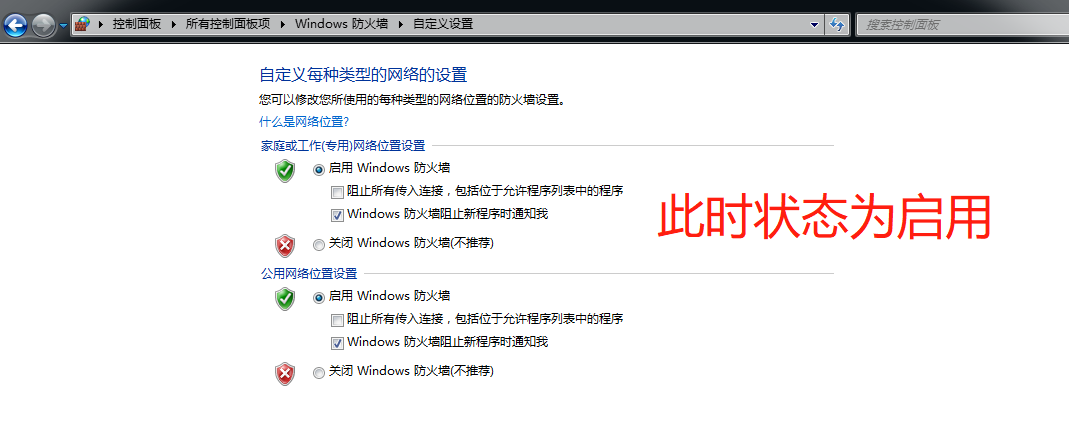 控制面板 所有控制面板项 Windows 防火墙 自定义设置
搜索控制面板
自定义每种类型的网络的设置
您可以修改您所使用的每种类型的网络位置的防火墙设置。
什么是网络位置?
家庭或工作(专用)网络位置设置
启用 Windows 防火墙
阻止所有传入连接，包括位于允许程序列表中的程序
Windows 防火墙阻止新程序时通知我
关闭 Windows 防火墙(不推荐)
此时状态为启用
公用网络位置设置
启用 Windows 防火墙
阻止所有传入连接，包括位于允许程序列表中的程序
Windows 防火墙阻止新程序时通知我
关闭 Windows 防火墙(不推荐)